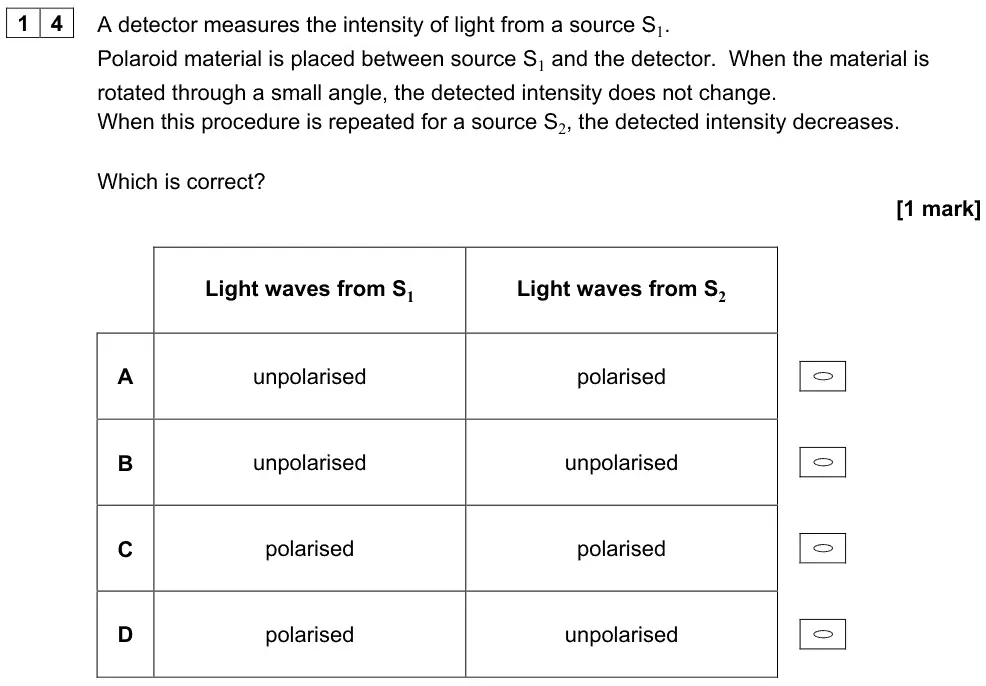 1 4 A detector measures the intensity of light from a source S₁.
Polaroid material is placed between source S₁ and the detector. When the material is
rotated through a small angle, the detected intensity does not change.
When this procedure is repeated for a source S₂, the detected intensity decreases.
Which is correct?
[1 mark]
Light waves from S₁ Light waves from S₂
A unpolarised polarised
B unpolarised unpolarised
C polarised polarised
D polarised unpolarised